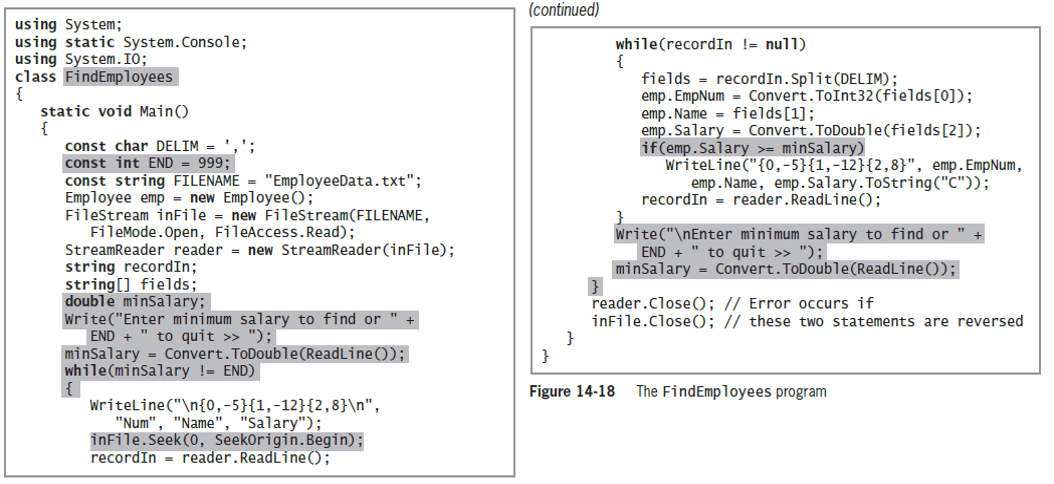 using System;
using static System.Console;
using System.IO;
class FindEmployees
{
static void Main()
{
const char DELIM = ',';
const int END = 999;
const string FILENAME = "EmployeeData.txt";
Employee emp = new Employee();
FileStream inFile = new FileStream(FILENAME,
FileMode.Open, FileAccess.Read);
StreamReader reader = new StreamReader(inFile);
string recordIn;
string[] fields;
double minSalary;
Write("Enter minimum salary to find or " +
END + " to quit >> ");
minSalary = Convert.ToDouble(ReadLine());
while(minSalary != END)
{
WriteLine("\n{0,-5}{1,-12}{2,8}\n",
"Num", "Name", "Salary");
inFile.Seek(0, SeekOrigin.Begin);
recordIn = reader.ReadLine();
(continued)
while(recordIn != null)
{
fields = recordIn.Split(DELIM);
emp.EmpNum = Convert.ToInt32(fields[0]);
emp.Name = fields[1];
emp.Salary = Convert.ToDouble(fields[2]);
if(emp.Salary >= minSalary)
WriteLine("{0,-5}{1,-12}{2,8}", emp.EmpNum,
emp.Name, emp.Salary.ToString("C"));
recordIn = reader.ReadLine();
}
Write("\nEnter minimum salary to find or " +
END + " to quit >> ");
minSalary = Convert.ToDouble(ReadLine());
}
reader.Close(); // Error occurs if
inFile.Close(); // these two statements are reversed
}
}
Figure 14-18 The FindEmployees program